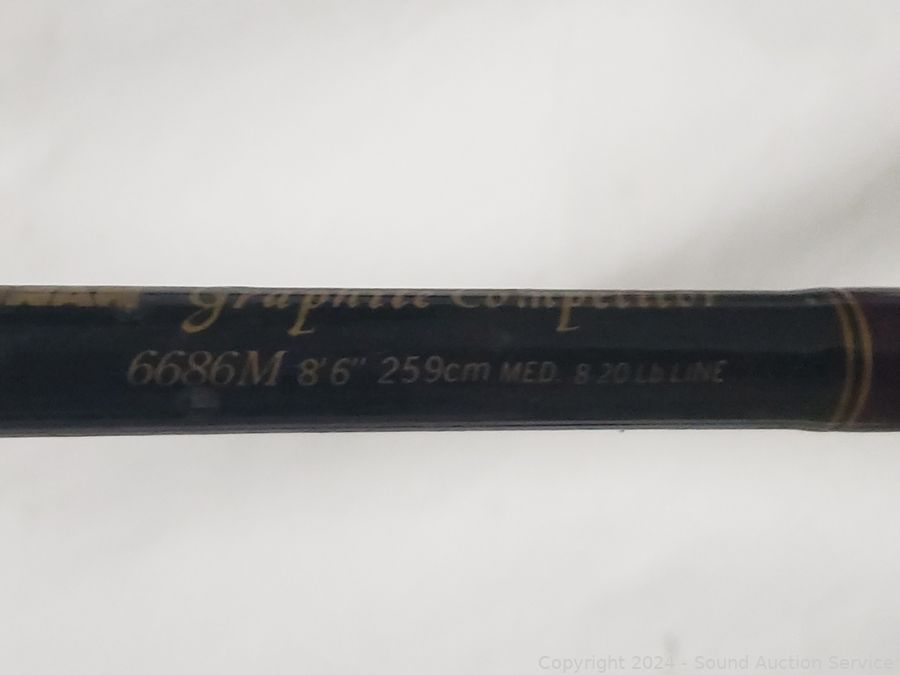 graphite Competitor
6686M 8'6" 259cm MED. 8 20 Lb LINE
Copyright 2024 - Sound Auction Service